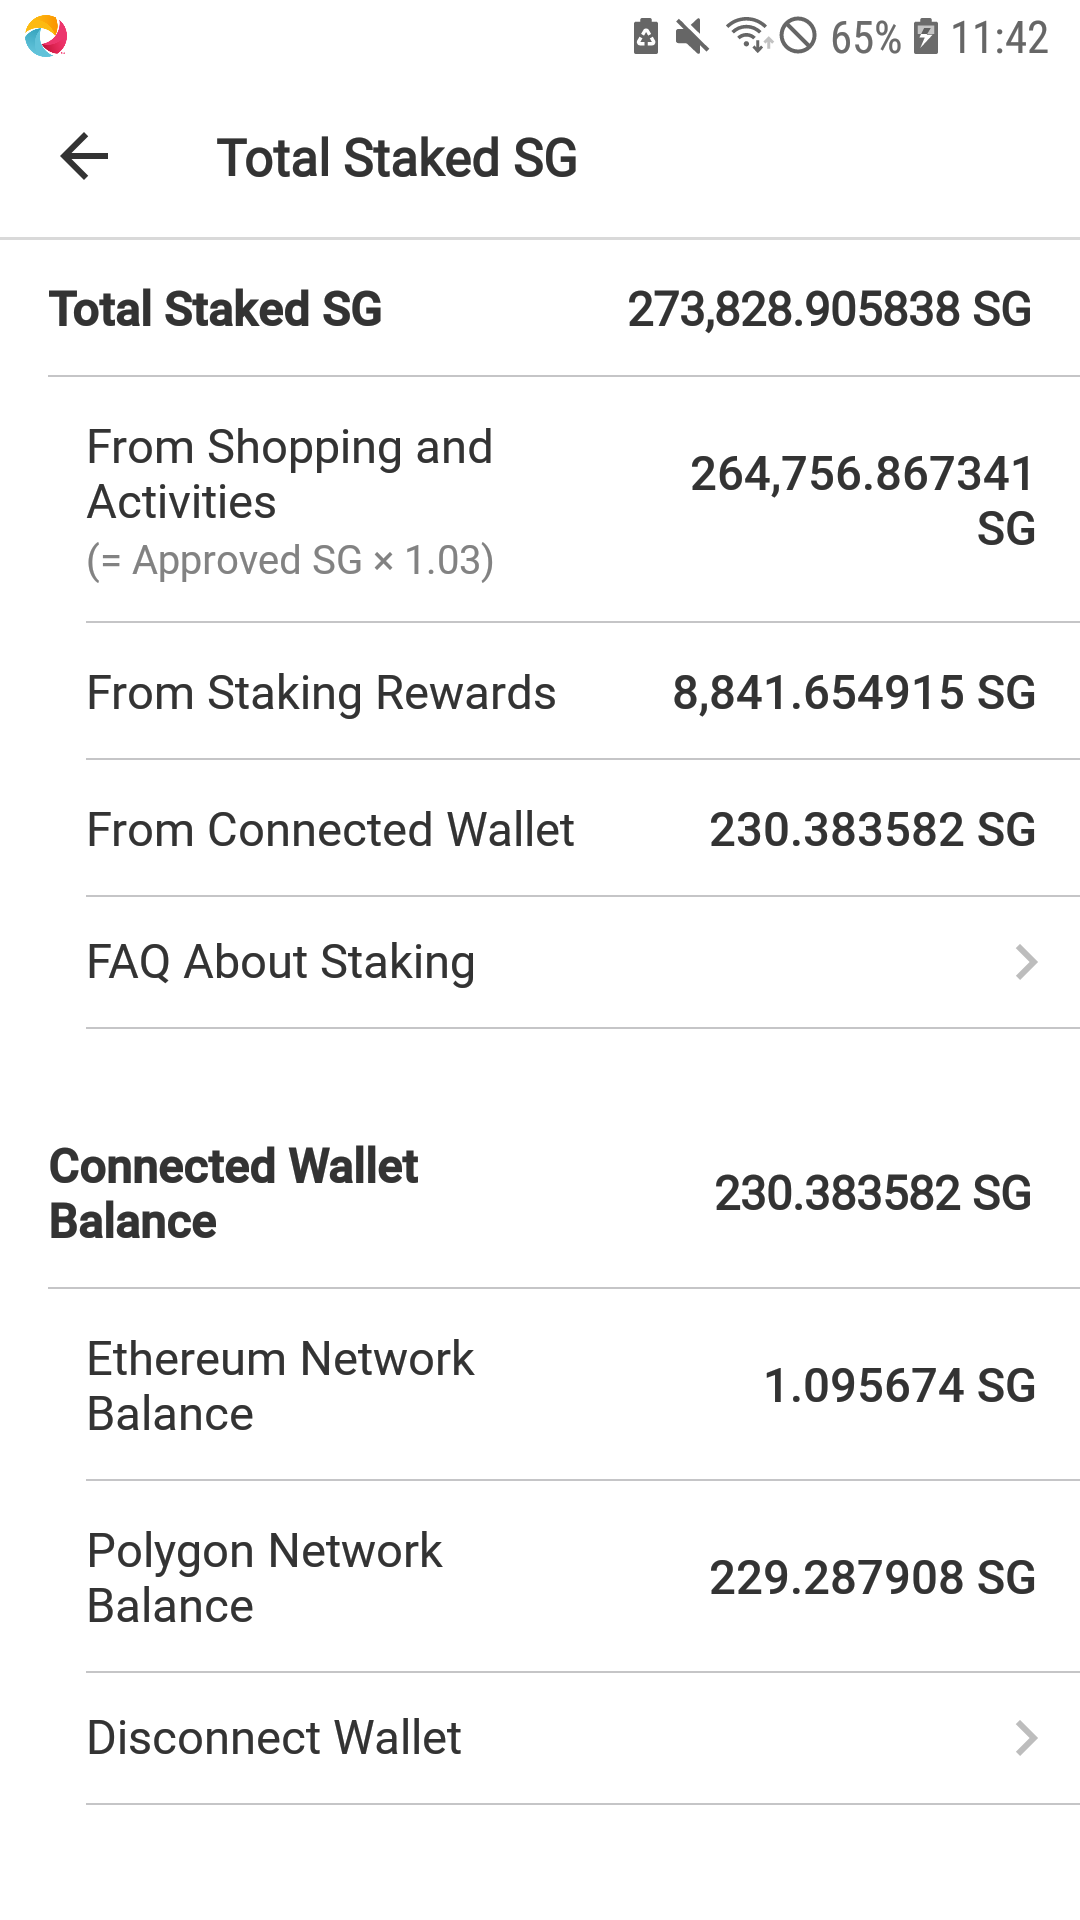 65% 11:42
Total Staked SG
Total Staked SG 273,828.905838 SG
From Shopping and
Activities
(= Approved SG × 1.03)
264,756.867341
SG
From Staking Rewards 8,841.654915 SG
From Connected Wallet 230.383582 SG
FAQ About Staking
Connected Wallet
Balance
230.383582 SG
Ethereum Network
Balance
1.095674 SG
Polygon Network
Balance
229.287908 SG
Disconnect Wallet